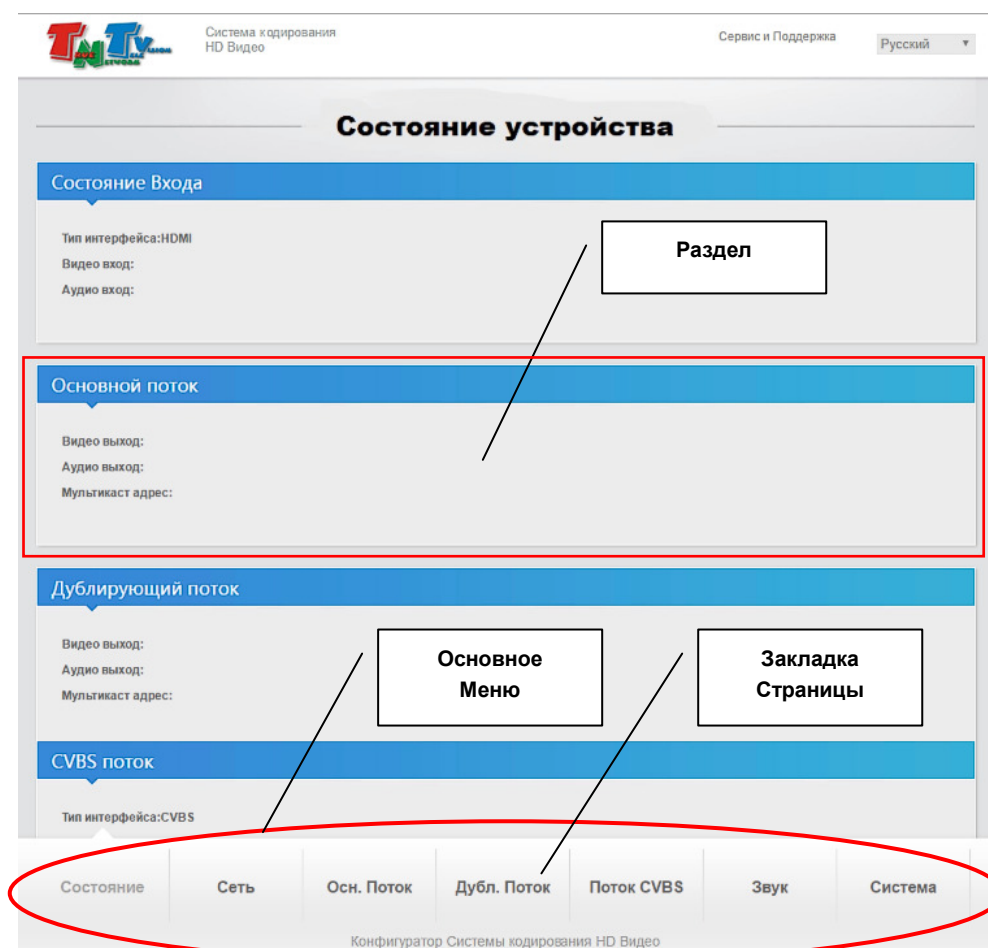 TNTV
Система кодирования
HD Видео
Сервис и Поддержка
Русский
Состояние устройства
Состояние Входа
Тип интерфейса:HDMI
Видео вход:
Аудио вход:
Раздел
Основной поток
Видео выход:
Аудио выход:
Мультикаст адрес:
Дублирующий поток
Видео выход:
Аудио выход:
Мультикаст адрес:
Основное
Меню
Закладка
Страницы
CVBS поток
Тип интерфейса:CVBS
Состояние Сеть Осн. Поток Дубл. Поток Поток CVBS Звук Система
Конфигуратор Системы кодирования HD Видео